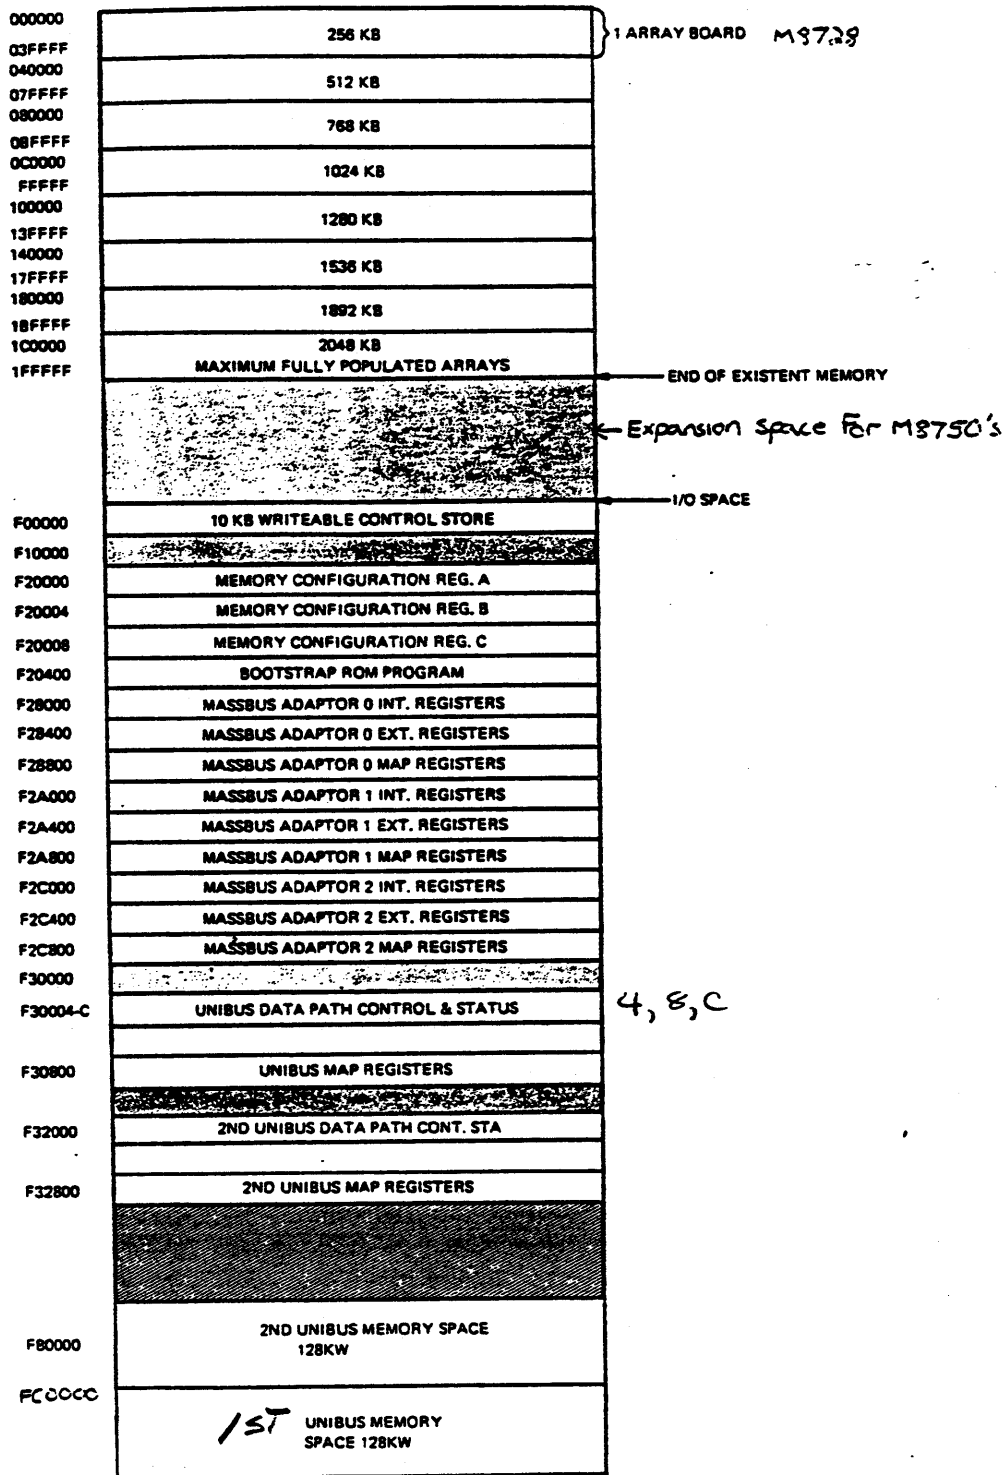 000000
256 KB
1 ARRAY BOARD M8728
03FFFF
040000
512 KB
07FFFF
080000
768 KB
0BFFFF
0C0000
1024 KB
FFFFF
100000
1280 KB
13FFFF
140000
1536 KB
17FFFF
180000
1892 KB
1BFFFF
1C0000
2048 KB
MAXIMUM FULLY POPULATED ARRAYS
1FFFFF
END OF EXISTENT MEMORY
Expansion Space For M8750's
I/O SPACE
F00000 10 KB WRITEABLE CONTROL STORE
F10000
F20000 MEMORY CONFIGURATION REG. A
F20004 MEMORY CONFIGURATION REG. B
F20008 MEMORY CONFIGURATION REG. C
F20400 BOOTSTRAP ROM PROGRAM
F28000 MASSBUS ADAPTOR 0 INT. REGISTERS
F28400 MASSBUS ADAPTOR 0 EXT. REGISTERS
F28800 MASSBUS ADAPTOR 0 MAP REGISTERS
F2A000 MASSBUS ADAPTOR 1 INT. REGISTERS
F2A400 MASSBUS ADAPTOR 1 EXT. REGISTERS
F2A800 MASSBUS ADAPTOR 1 MAP REGISTERS
F2C000 MASSBUS ADAPTOR 2 INT. REGISTERS
F2C400 MASSBUS ADAPTOR 2 EXT. REGISTERS
F2C800 MASSBUS ADAPTOR 2 MAP REGISTERS
F30000
F30004-C UNIBUS DATA PATH CONTROL & STATUS 4, 8, C
F30800 UNIBUS MAP REGISTERS
F32000 2ND UNIBUS DATA PATH CONT. STA
F32800 2ND UNIBUS MAP REGISTERS
2ND UNIBUS MEMORY SPACE
F80000 128KW
FC0000
1ST UNIBUS MEMORY
SPACE 128KW